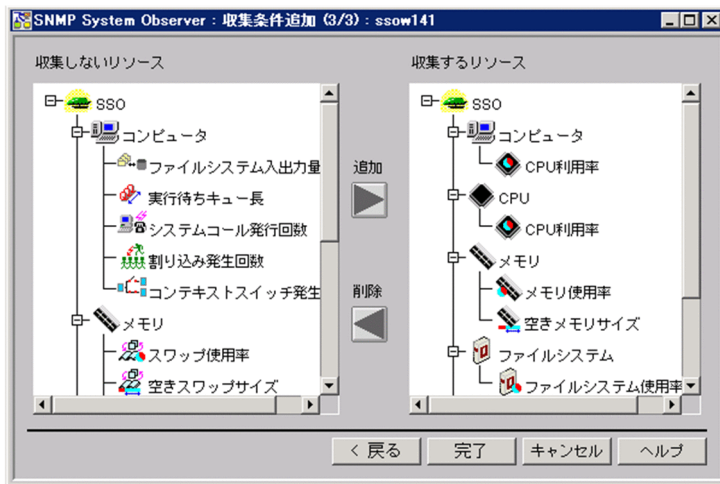 SNMP System Observer : 収集条件追加 (3/3) : ssow141
収集しないリソース
SSO
コンピュータ
ファイルシステム入出力量
実行待ちキュー長
システムコール発行回数
割り込み発生回数
コンテキストスイッチ発生
メモリ
スワップ使用率
空きスワップサイズ
追加
削除
収集するリソース
SSO
コンピュータ
CPU利用率
CPU
CPU利用率
メモリ
メモリ使用率
空きメモリサイズ
ファイルシステム
ファイルシステム使用率
< 戻る
完了
キャンセル
ヘルプ